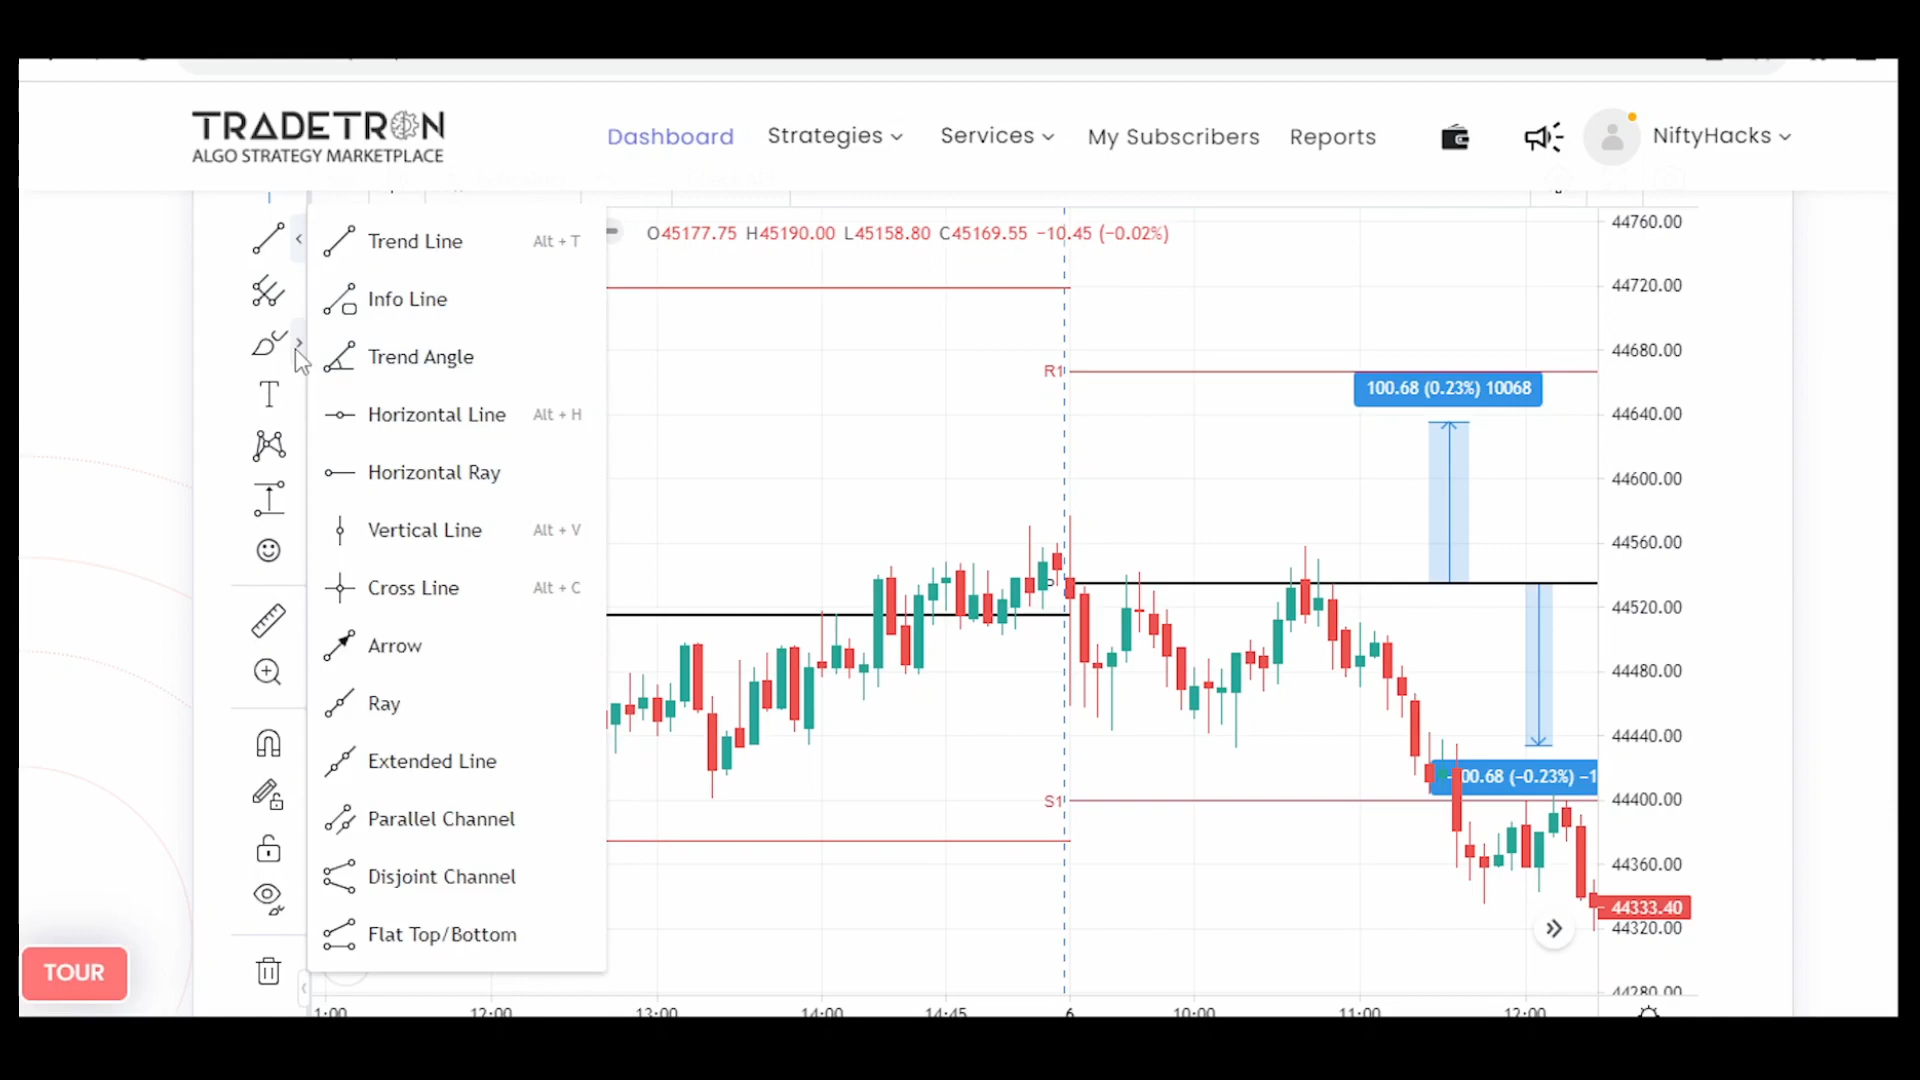 TRADETRON
ALGO STRATEGY MARKETPLACE
Dashboard
Strategies
Services
My Subscribers
Reports
NiftyHacks
Trend Line Alt + T
Info Line
Trend Angle
Horizontal Line Alt + H
Horizontal Ray
Vertical Line Alt + V
Cross Line Alt + C
Arrow
Ray
Extended Line
Parallel Channel
Disjoint Channel
Flat Top/Bottom
O45177.75 H45190.00 L45158.80 C45169.55 −10.45 (−0.02%)
R1
100.68 (0.23%) 10068
S1
(−0.23%)
44760.00
44720.00
44680.00
44640.00
44600.00
44560.00
44520.00
44480.00
44440.00
44400.00
44360.00
44333.40
44320.00
44280.00
12:00
13:00
14:00
14:45
6
10:00
11:00
12:00
TOUR